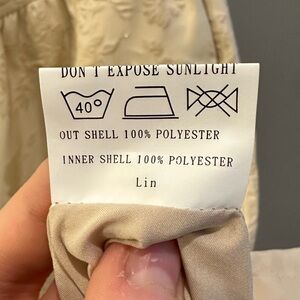 DON'T EXPOSE SUNLIGHT
40°
OUT SHELL 100% POLYESTER
INNER SHELL 100% POLYESTER
Lin